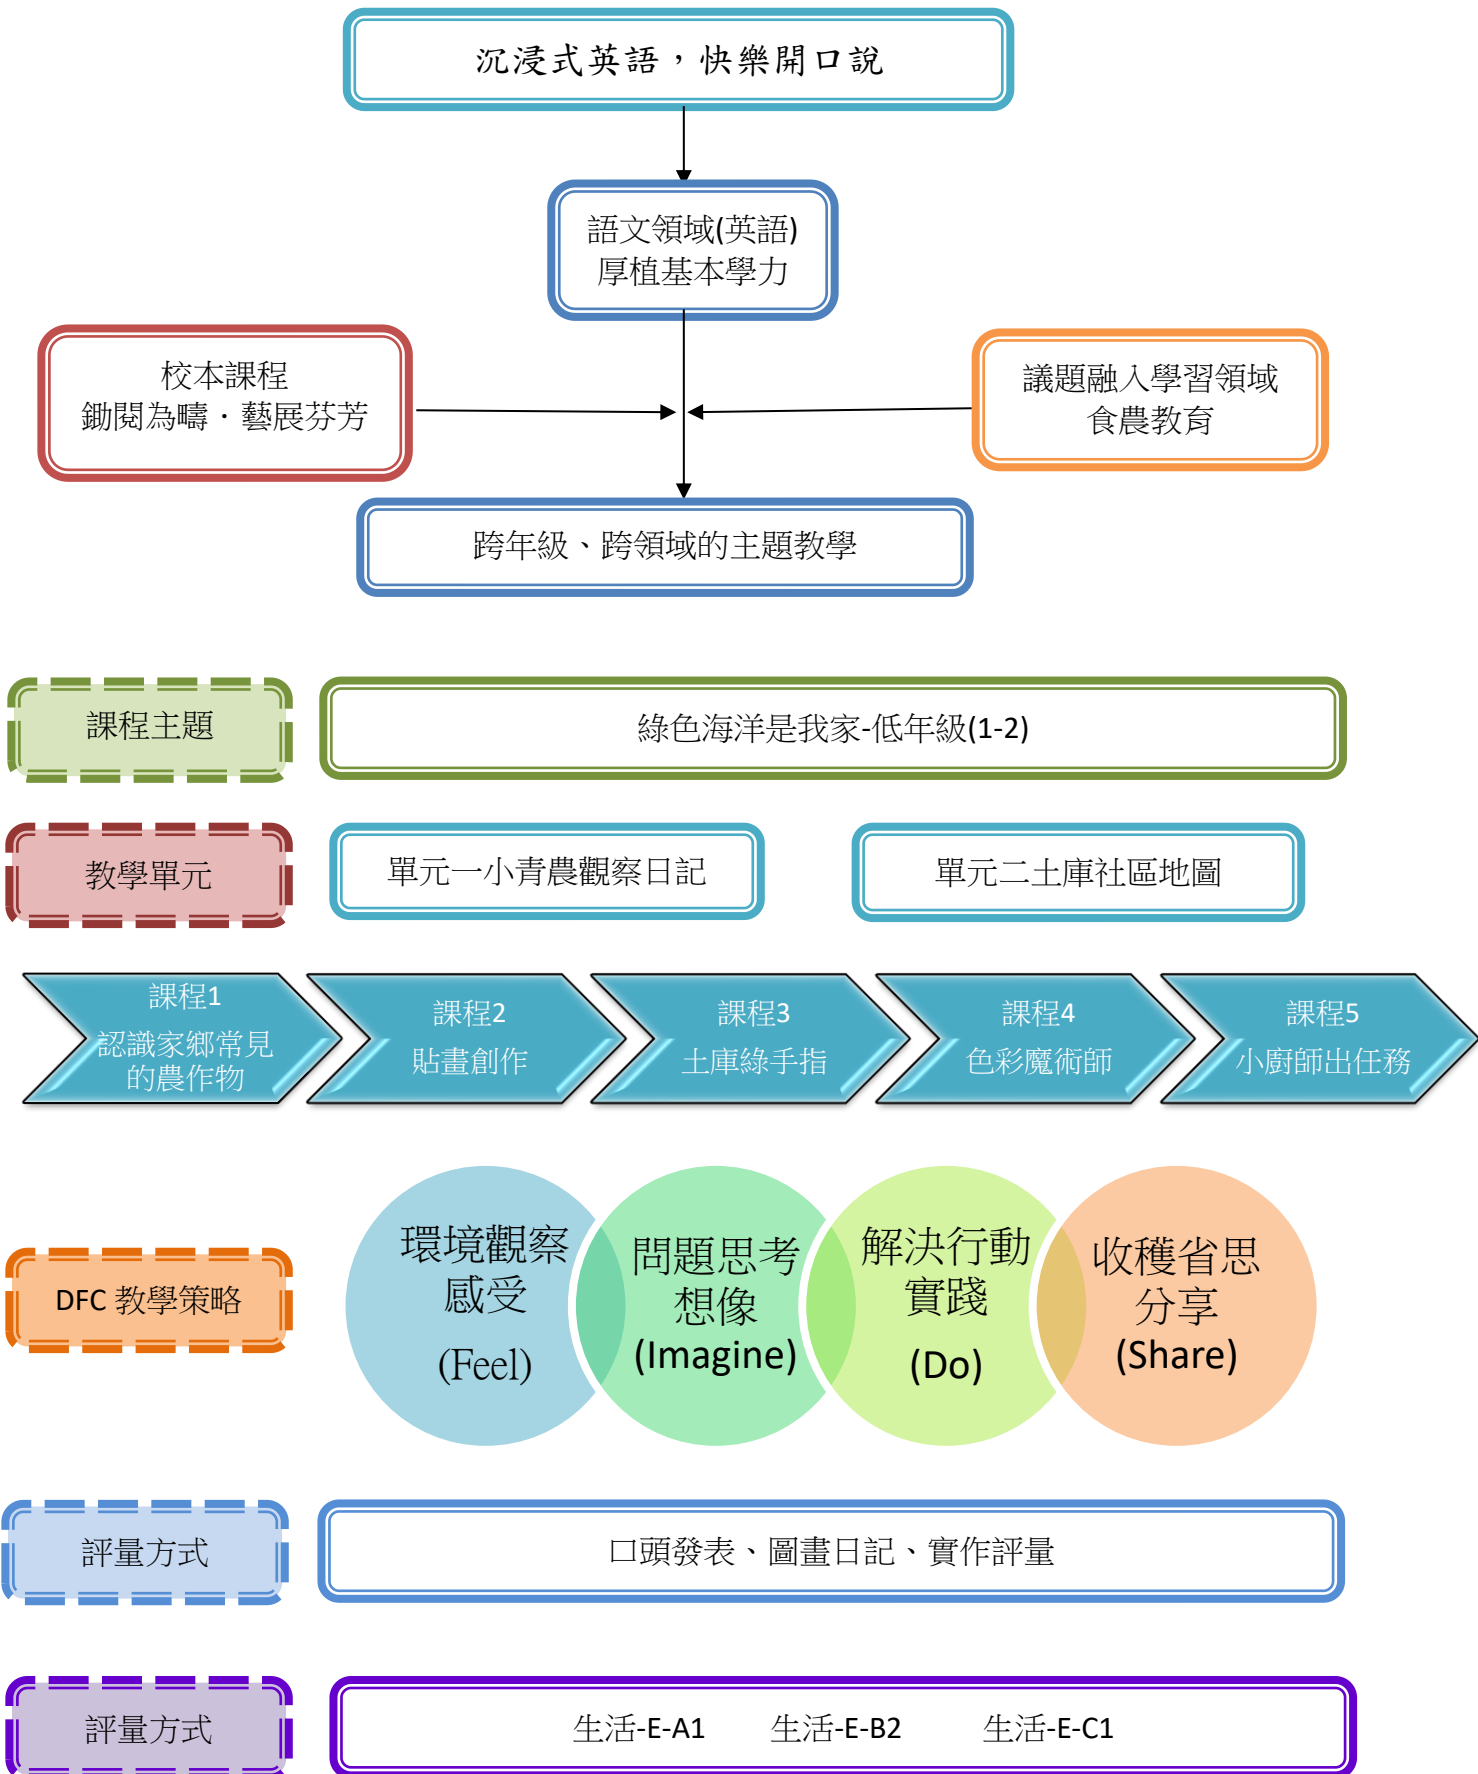 沉浸式英語，快樂開口說
語文領域(英語)
厚植基本學力
校本課程
鋤閱為疇．藝展芬芳
議題融入學習領域
食農教育
跨年級、跨領域的主題教學
課程主題
綠色海洋是我家-低年級(1-2)
教學單元
單元一小青農觀察日記
單元二土庫社區地圖
課程1
認識家鄉常見
的農作物
課程2
貼畫創作
課程3
土庫綠手指
課程4
色彩魔術師
課程5
小廚師出任務
DFC 教學策略
環境觀察
感受
(Feel)
問題思考
想像
(Imagine)
解決行動
實踐
(Do)
收穫省思
分享
(Share)
評量方式
口頭發表、圖畫日記、實作評量
評量方式
生活-E-A1 生活-E-B2 生活-E-C1